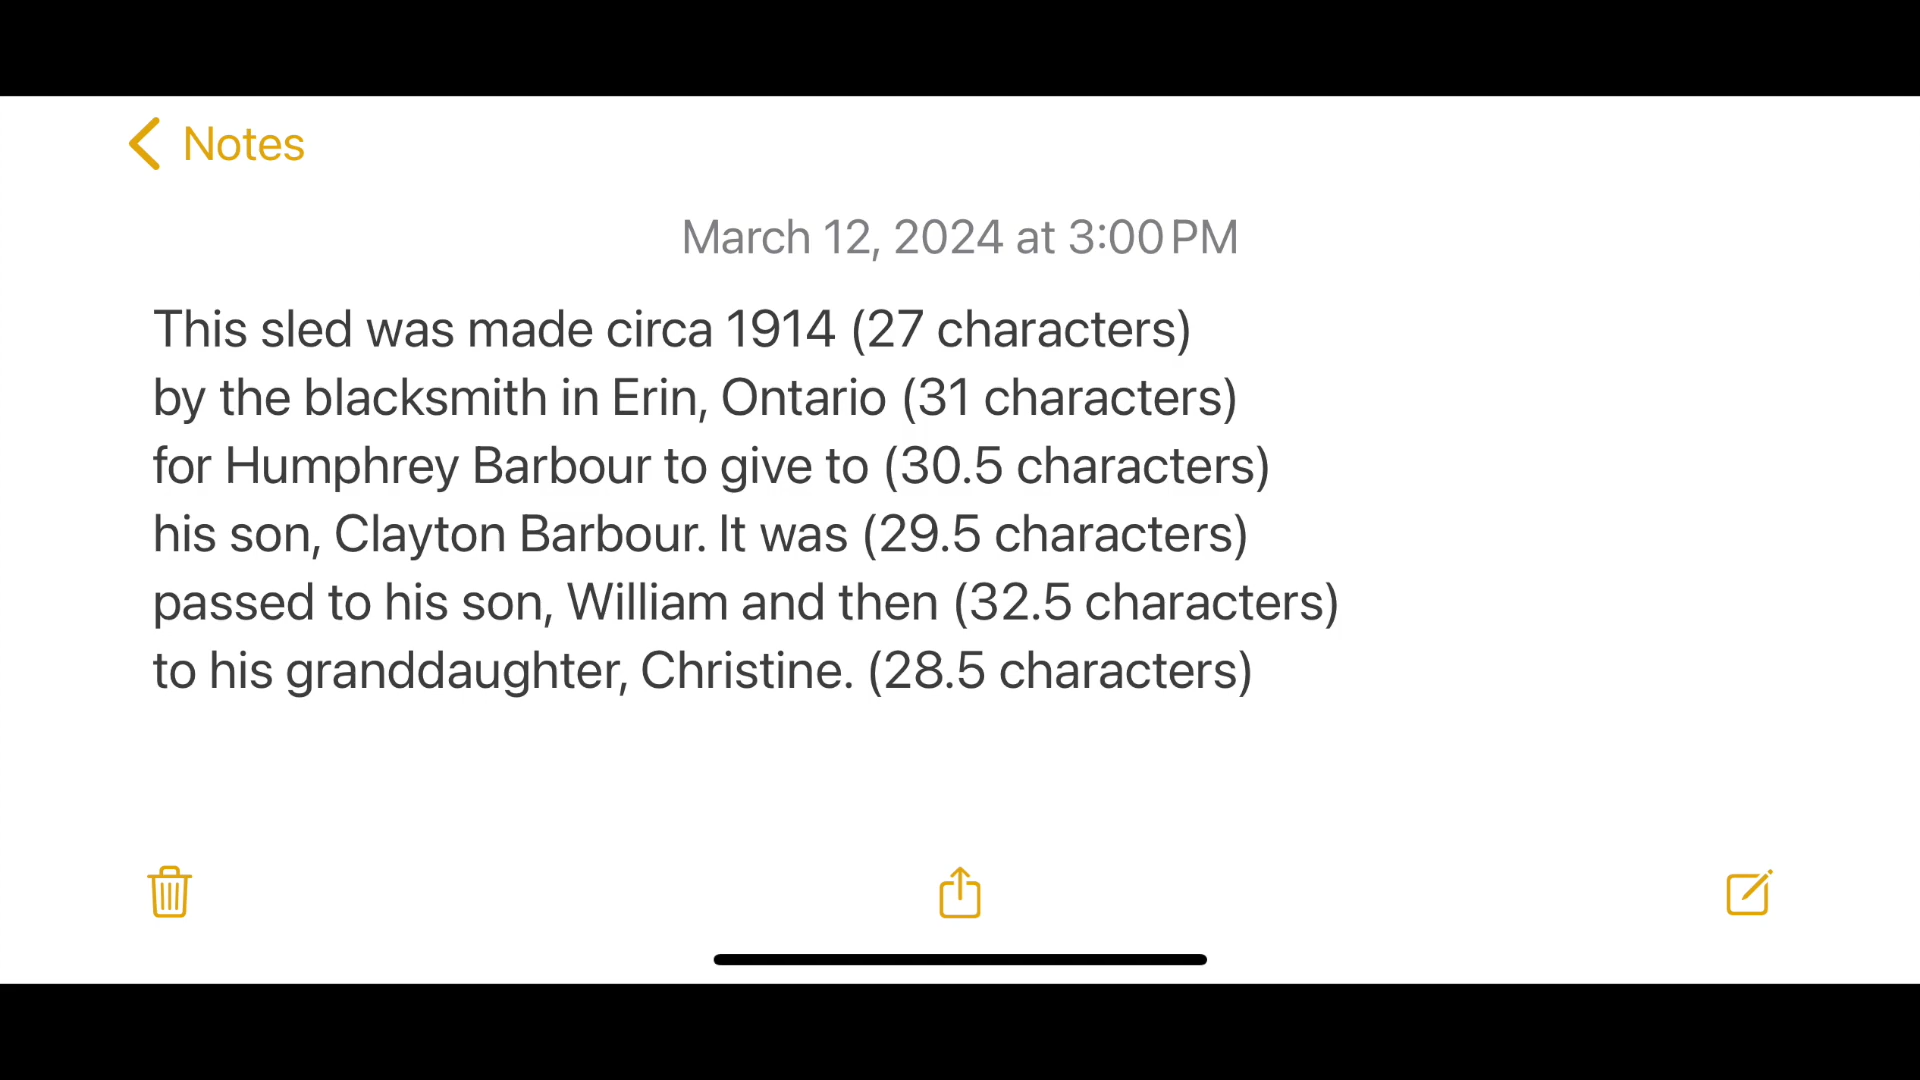 Notes
March 12, 2024 at 3:00 PM
This sled was made circa 1914 (27 characters)
by the blacksmith in Erin, Ontario (31 characters)
for Humphrey Barbour to give to (30.5 characters)
his son, Clayton Barbour. It was (29.5 characters)
passed to his son, William and then (32.5 characters)
to his granddaughter, Christine. (28.5 characters)